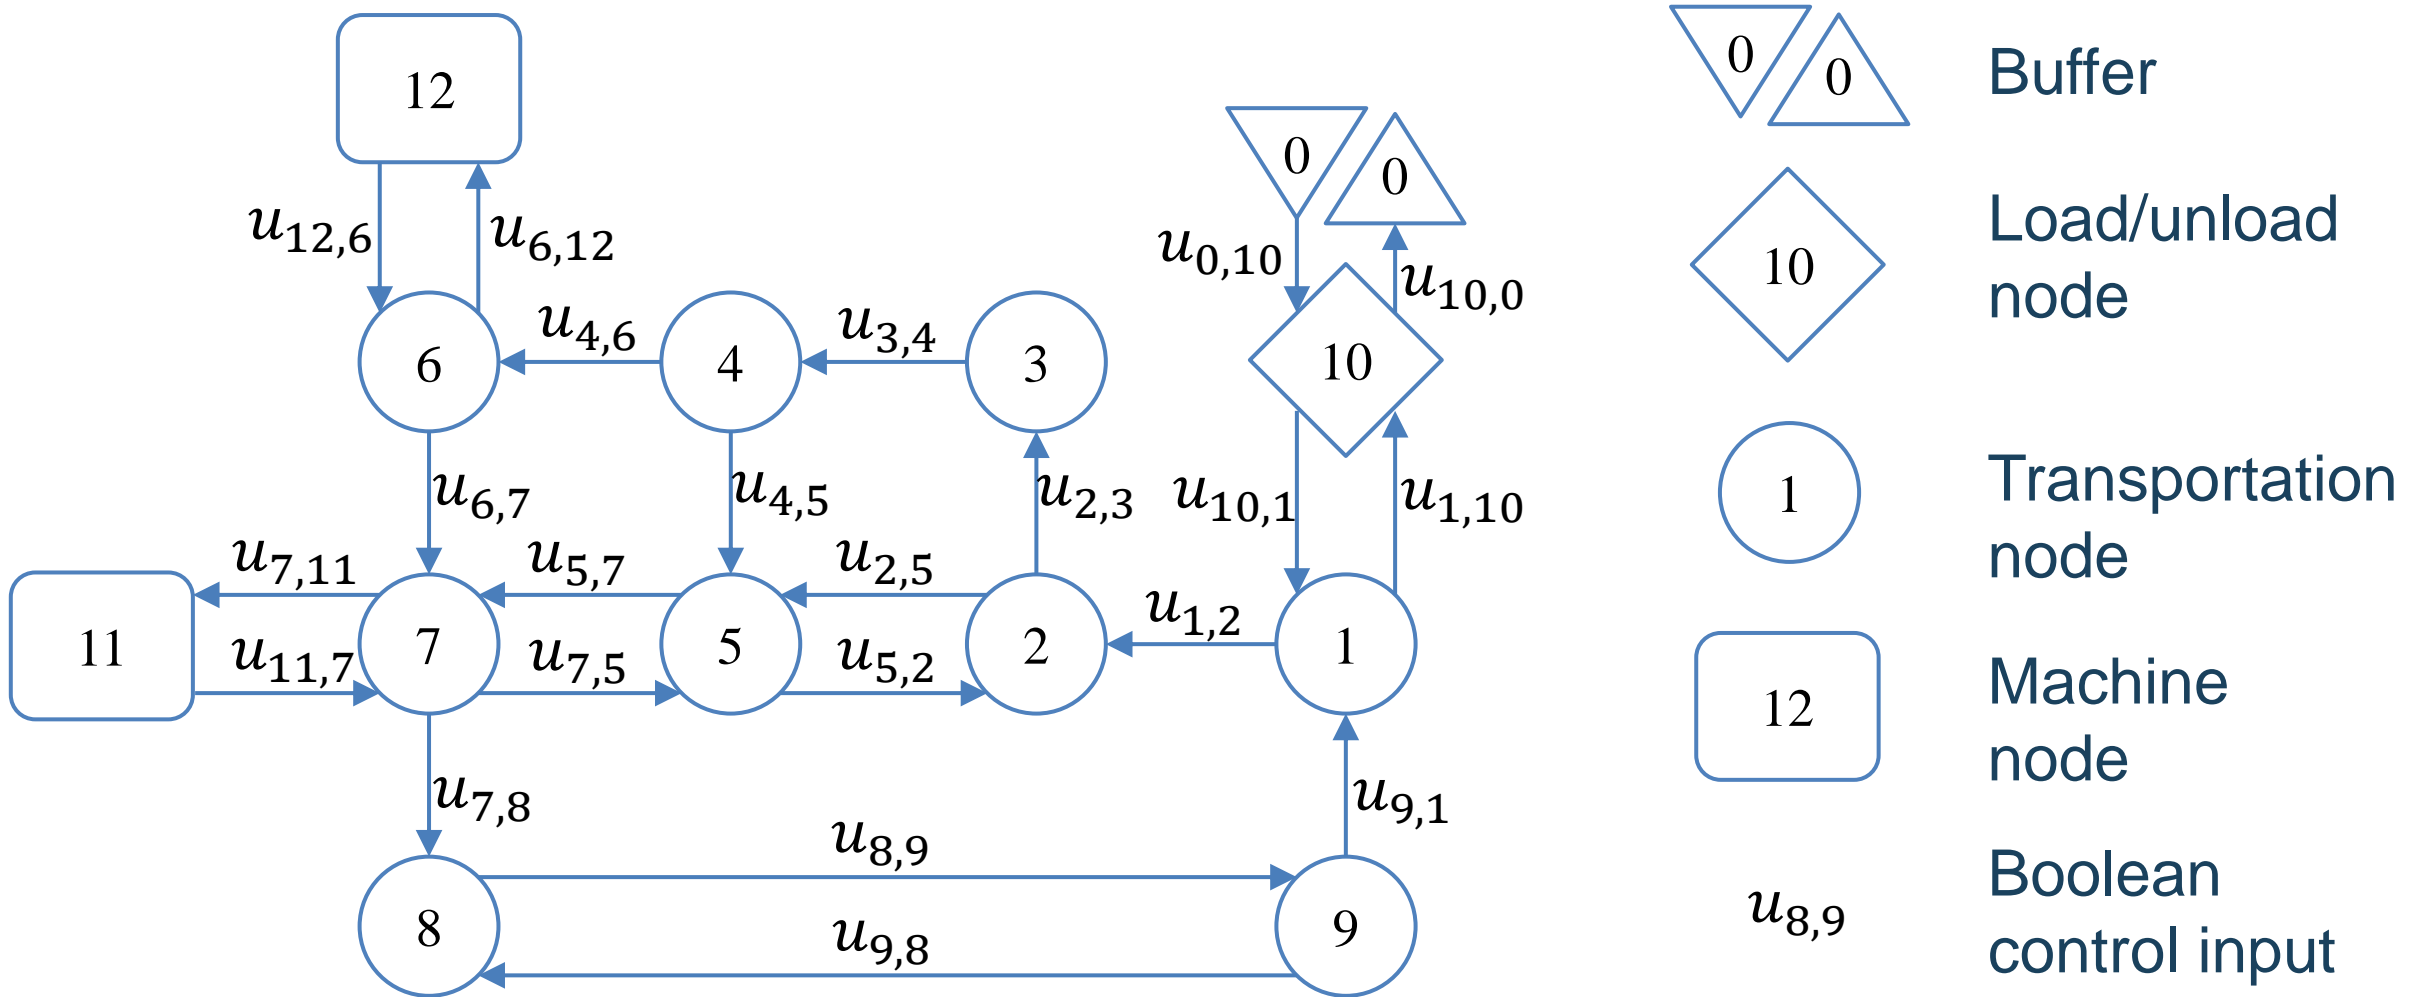 12
0
0
u12,6
u6,12
u0,10
u10,0
6
u4,6
4
u3,4
3
10
u6,7
u4,5
u2,3
u10,1
u1,10
u7,11
u5,7
u2,5
u1,2
11
7
5
2
1
u11,7
u7,5
u5,2
u7,8
u8,9
u9,1
8
u9,8
9
0
0
Buffer
10
Load/unload
node
1
Transportation
node
12
Machine
node
u8,9
Boolean
control input